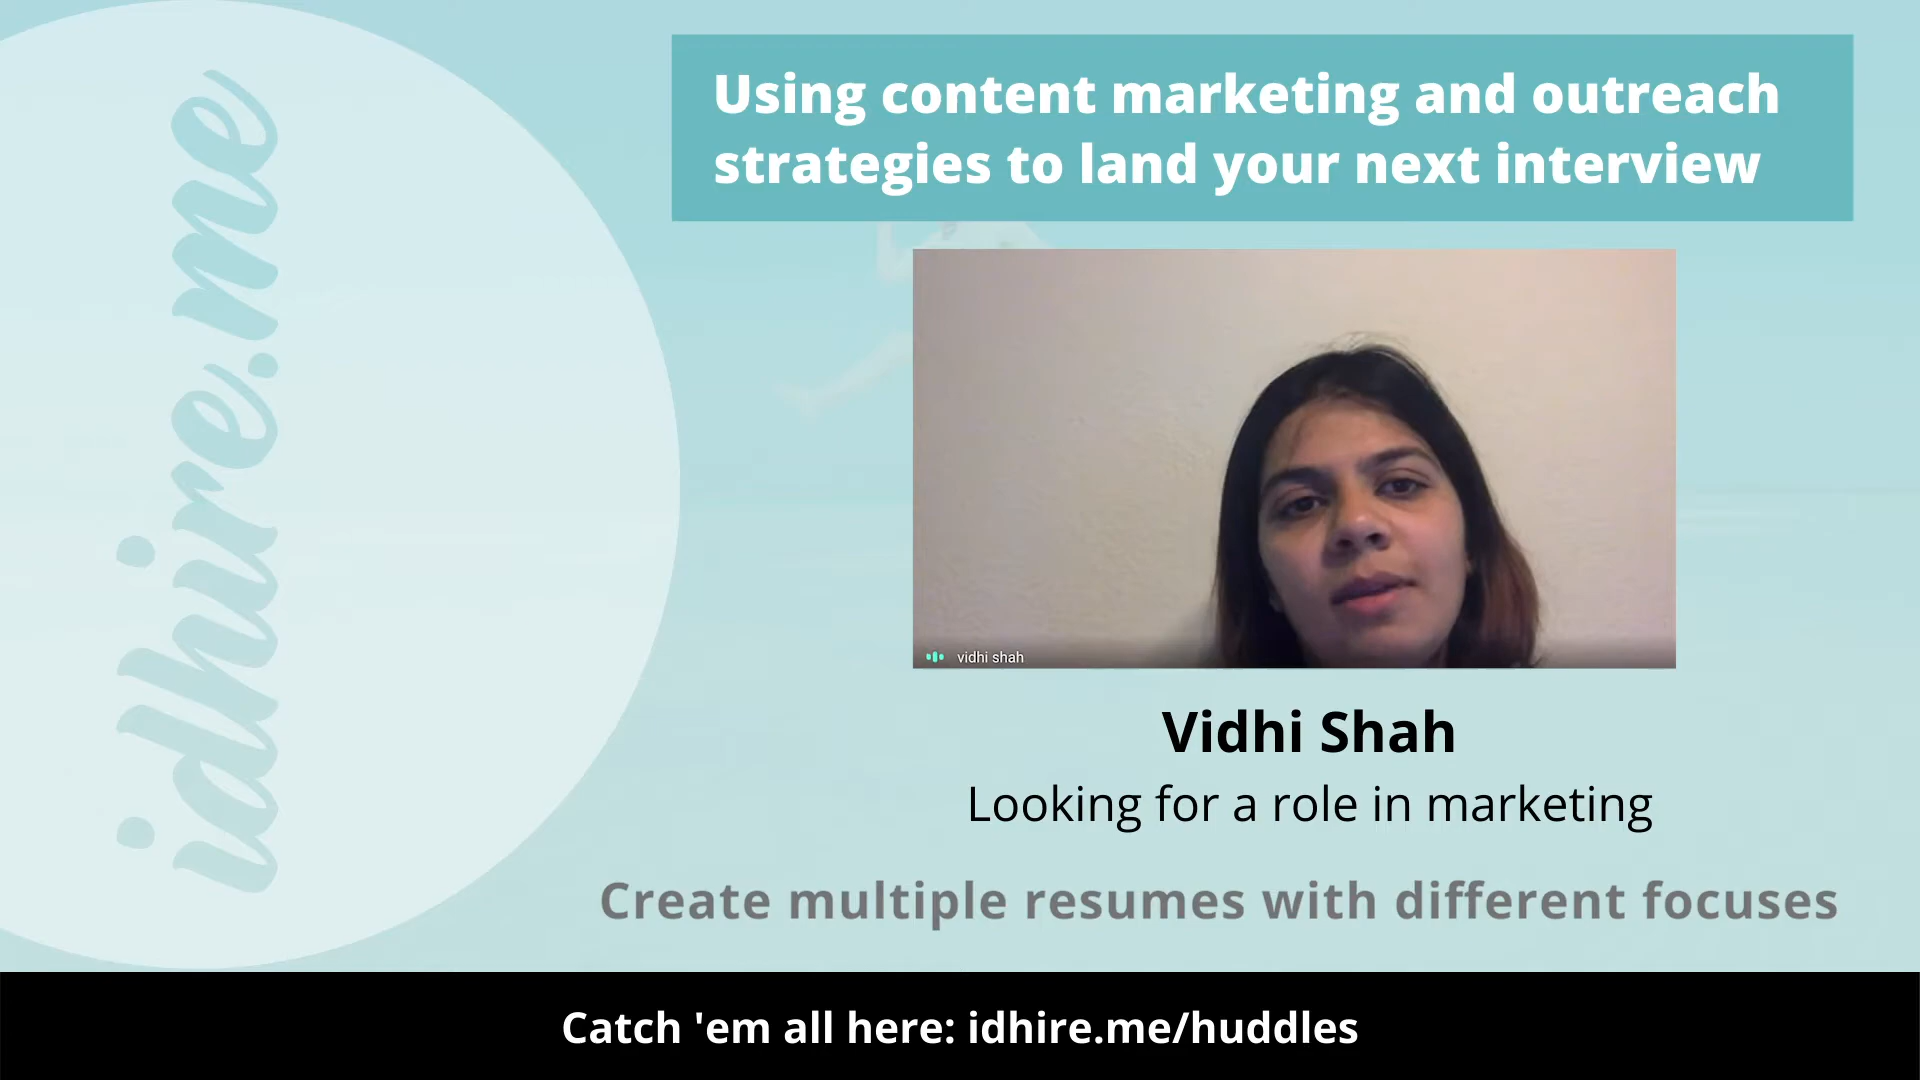 idhire.me
Using content marketing and outreach
strategies to land your next interview
vidhi shah
Vidhi Shah
Looking for a role in marketing
Create multiple resumes with different focuses
Catch 'em all here: idhire.me/huddles